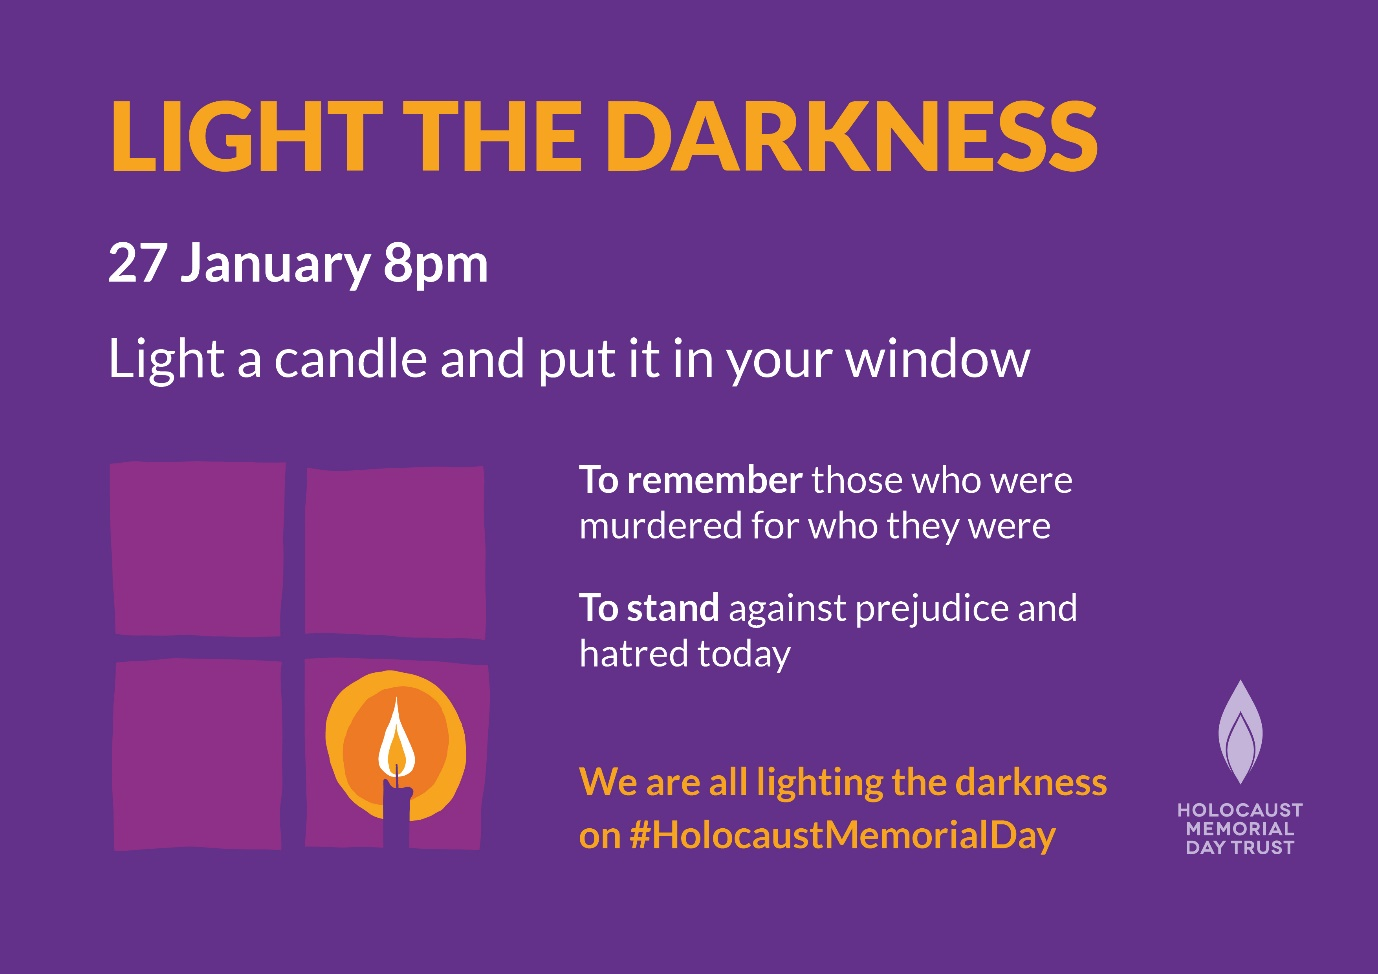 LIGHT THE DARKNESS
27 January 8pm
Light a candle and put it in your window
To remember those who were
murdered for who they were
To stand against prejudice and
hatred today
We are all lighting the darkness
on #HolocaustMemorialDay
HOLOCAUST
MEMORIAL
DAY TRUST